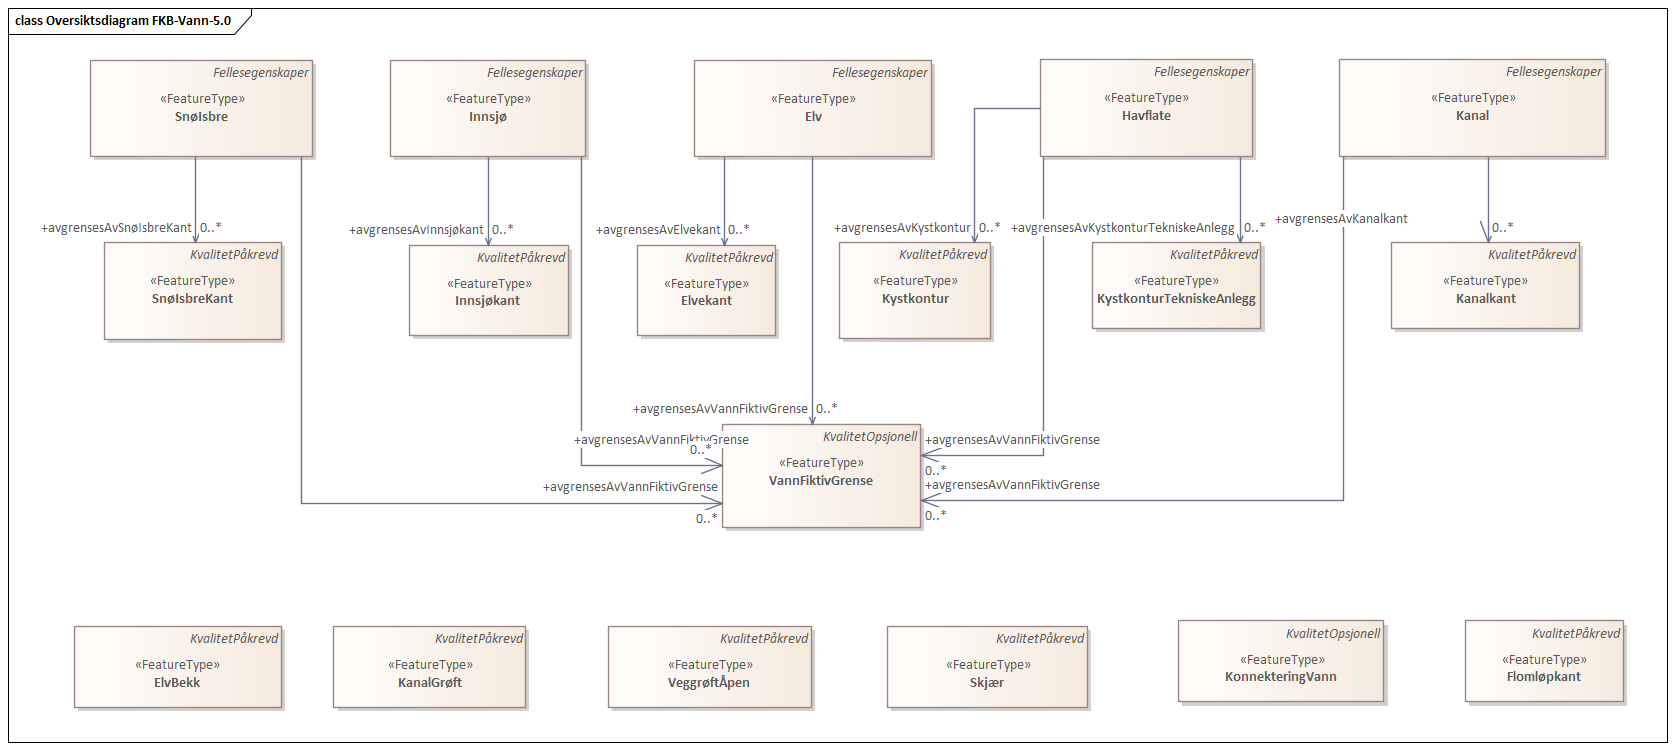 class Oversiktsdiagram FKB-Vann-5.0
Fellesegenskaper
«FeatureType»
SnøIsbre
Fellesegenskaper
«FeatureType»
Innsjø
Fellesegenskaper
«FeatureType»
Elv
Fellesegenskaper
«FeatureType»
Havflate
Fellesegenskaper
«FeatureType»
Kanal
+avgrensesAvSnøIsbreKant 0..*
+avgrensesAvInnsjøkant 0..*
+avgrensesAvElvekant 0..*
+avgrensesAvKystkontur 0..*
+avgrensesAvKystkonturTekniskeAnlegg 0..*
+avgrensesAvKanalkant
0..*
KvalitetPåkrevd
«FeatureType»
SnøIsbreKant
KvalitetPåkrevd
«FeatureType»
Innsjøkant
KvalitetPåkrevd
«FeatureType»
Elvekant
KvalitetPåkrevd
«FeatureType»
Kystkontur
KvalitetPåkrevd
«FeatureType»
KystkonturTekniskeAnlegg
KvalitetPåkrevd
«FeatureType»
Kanalkant
+avgrensesAvVannFiktivGrense 0..*
+avgrensesAvVannFiktivGrense
0..*
+avgrensesAvVannFiktivGrense
0..*
KvalitetOpsjonell
«FeatureType»
VannFiktivGrense
+avgrensesAvVannFiktivGrense
0..*
+avgrensesAvVannFiktivGrense
0..*
KvalitetPåkrevd
«FeatureType»
ElvBekk
KvalitetPåkrevd
«FeatureType»
KanalGrøft
KvalitetPåkrevd
«FeatureType»
VeggrøftÅpen
KvalitetPåkrevd
«FeatureType»
Skjær
KvalitetOpsjonell
«FeatureType»
KonnekteringVann
KvalitetPåkrevd
«FeatureType»
Flomløpkant